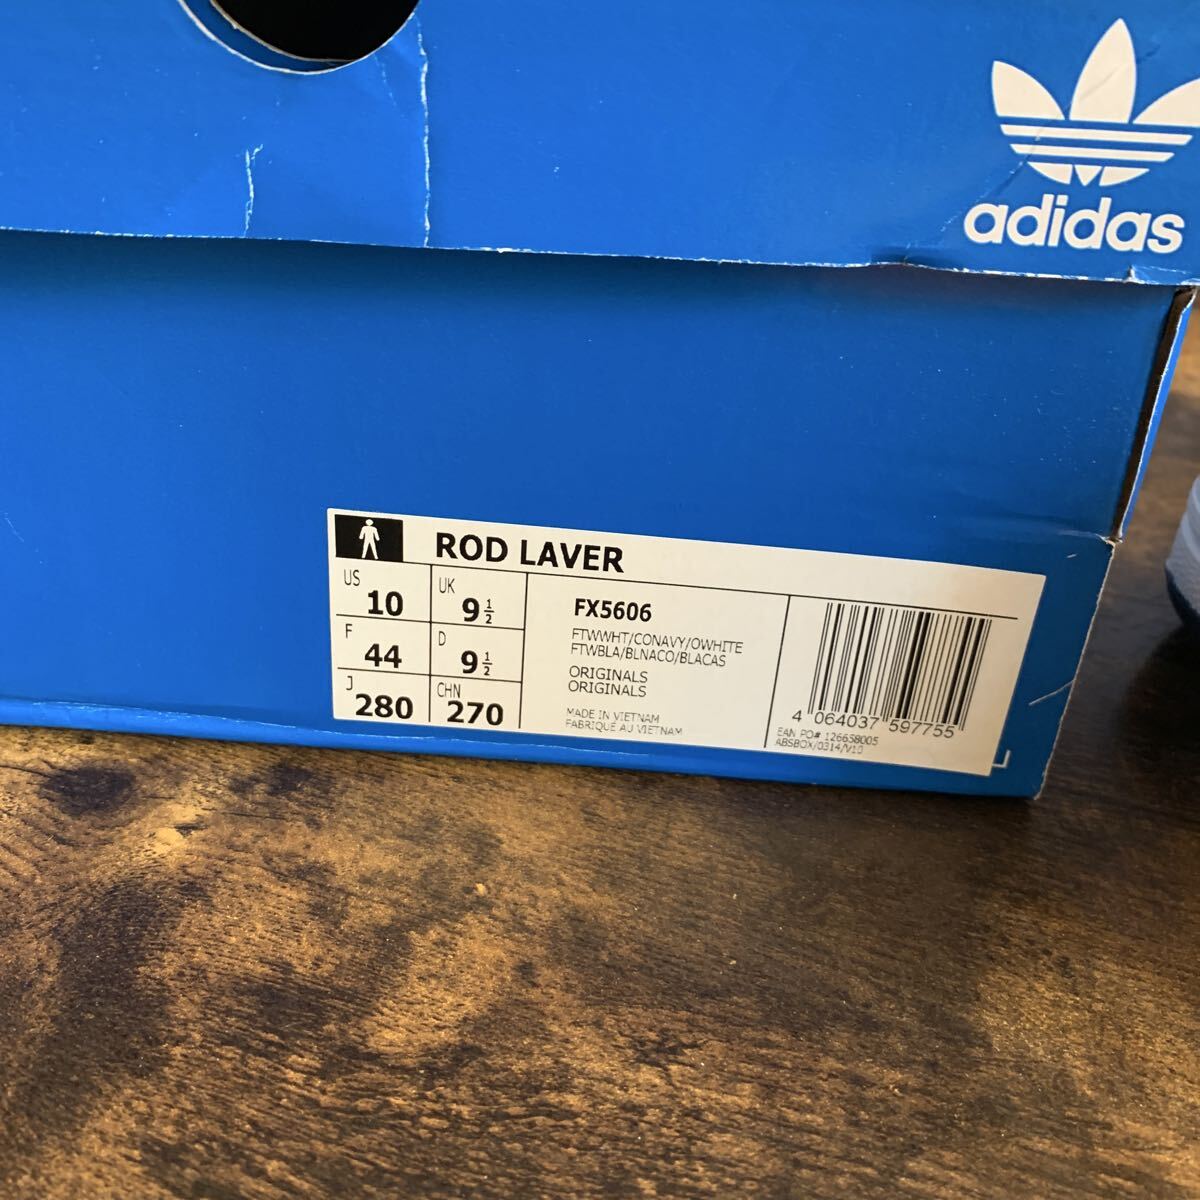 adidas
ROD LAVER
US 10
UK 9 1/2
F 44
D 9 1/2
J 280
CHN 270
FX5606
FTWWHT/CONAVY/OWHITE
FTWBLA/BLNACO/BLACAS
ORIGINALS
ORIGINALS
MADE IN VIETNAM
FABRIQUÉ AU VIETNAM
4 064037 597755
EAN PO# 126658005
ABSBOX/0314/V10